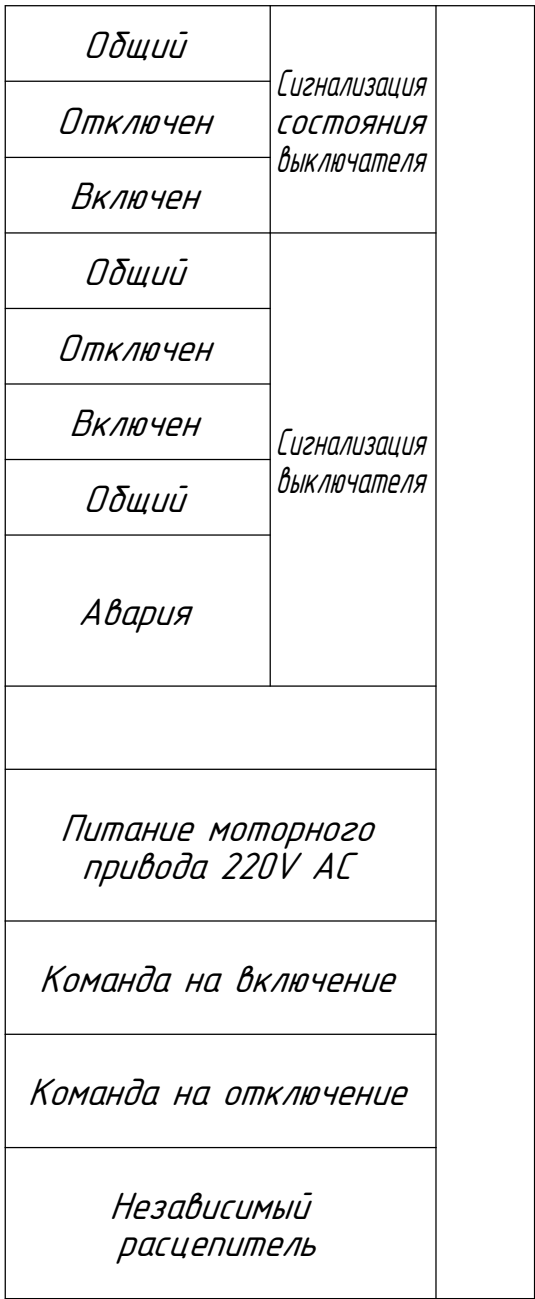 Общий
Отключен
Включен
Сигнализация
состояния
выключателя
Общий
Отключен
Включен
Общий
Авария
Сигнализация
выключателя
Питание моторного
привода 220V AC
Команда на включение
Команда на отключение
Независимый
расцепитель